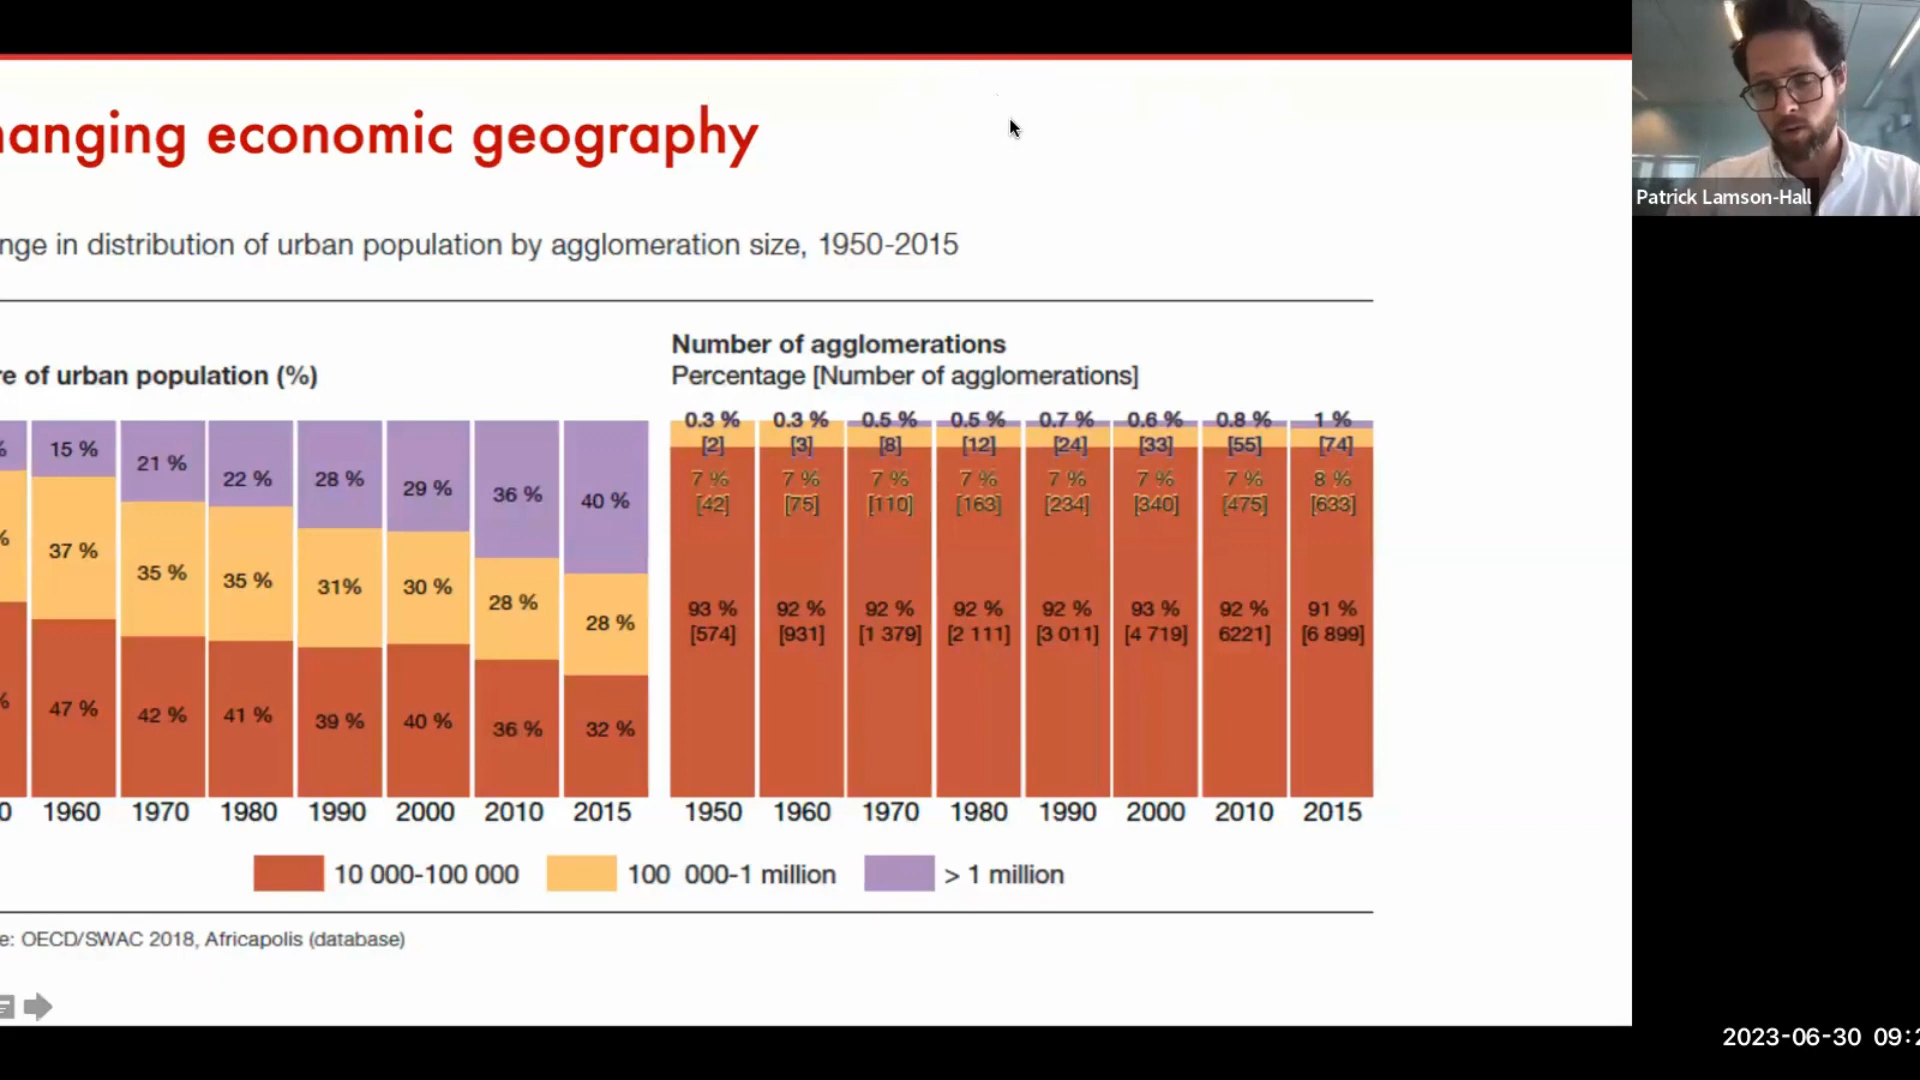 hanging economic geography
nge in distribution of urban population by agglomeration size, 1950-2015
re of urban population (%)
% 15 % 21 % 22 % 28 % 29 % 36 % 40 %
% 37 % 35 % 35 % 31% 30 % 28 % 28 %
% 47 % 42 % 41 % 39 % 40 % 36 % 32 %
0 1960 1970 1980 1990 2000 2010 2015
Number of agglomerations
Percentage [Number of agglomerations]
0.3 % 0.3 % 0.5 % 0.5 % 0.7 % 0.6 % 0.8 % 1 %
[2] [3] [8] [12] [24] [33] [55] [74]
7 % 7 % 7 % 7 % 7 % 7 % 7 % 8 %
[42] [75] [110] [163] [234] [340] [475] [633]
93 % 92 % 92 % 92 % 92 % 93 % 92 % 91 %
[574] [931] [1 379] [2 111] [3 011] [4 719] 6221] [6 899]
1950 1960 1970 1980 1990 2000 2010 2015
10 000-100 000 100 000-1 million > 1 million
e: OECD/SWAC 2018, Africapolis (database)
Patrick Lamson-Hall
2023-06-30 09:2